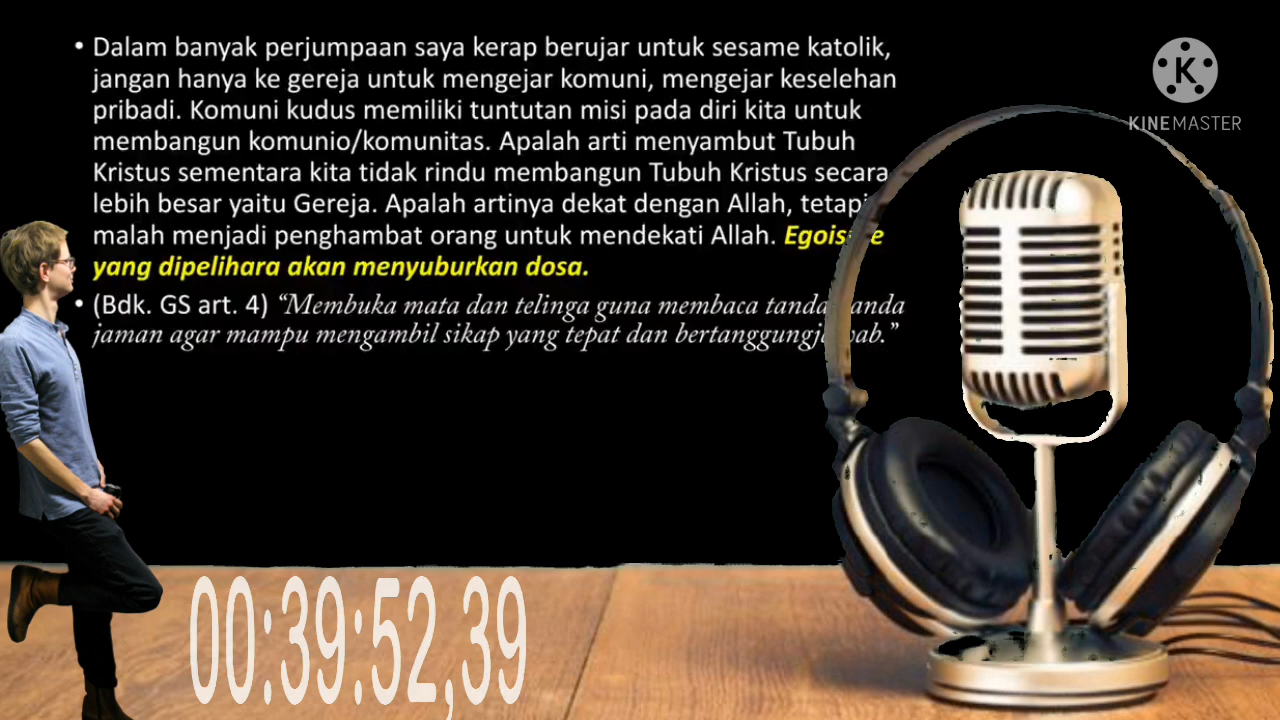 • Dalam banyak perjumpaan saya kerap berujar untuk sesame katolik,
jangan hanya ke gereja untuk mengejar komuni, mengejar keselehan
pribadi. Komuni kudus memiliki tuntutan misi pada diri kita untuk
membangun komunio/komunitas. Apalah arti menyambut Tubuh
Kristus sementara kita tidak rindu membangun Tubuh Kristus secara
lebih besar yaitu Gereja. Apalah artinya dekat dengan Allah, tetapi
malah menjadi penghambat orang untuk mendekati Allah.
yang dipelihara akan menyuburkan dosa.
• (Bdk. GS art. 4) “Membuka mata dan telinga guna membaca
jaman agar mampu mengambil sikap yang tepat dan
K
KINEMASTER
00:39:52,39